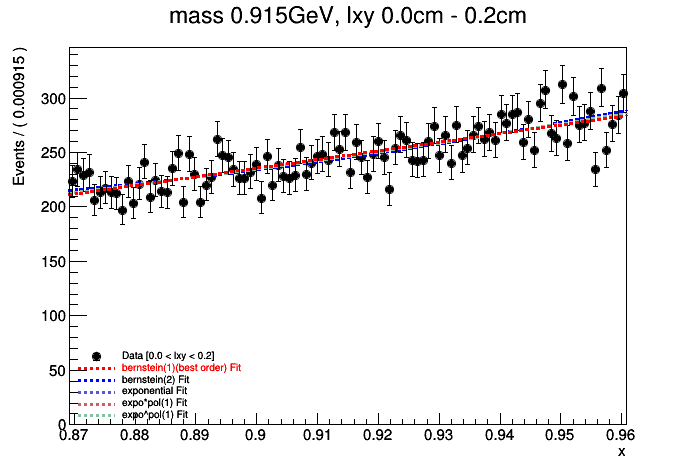 mass 0.915GeV, lxy 0.0cm - 0.2cm
Events / ( 0.000915 )
300
250
200
150
100
50
0
Data [0.0 < lxy < 0.2]
bernstein(1)(best order) Fit
bernstein(2) Fit
exponential Fit
expo*pol(1) Fit
expo^pol(1) Fit
0.87 0.88 0.89 0.9 0.91 0.92 0.93 0.94 0.95 0.96
x